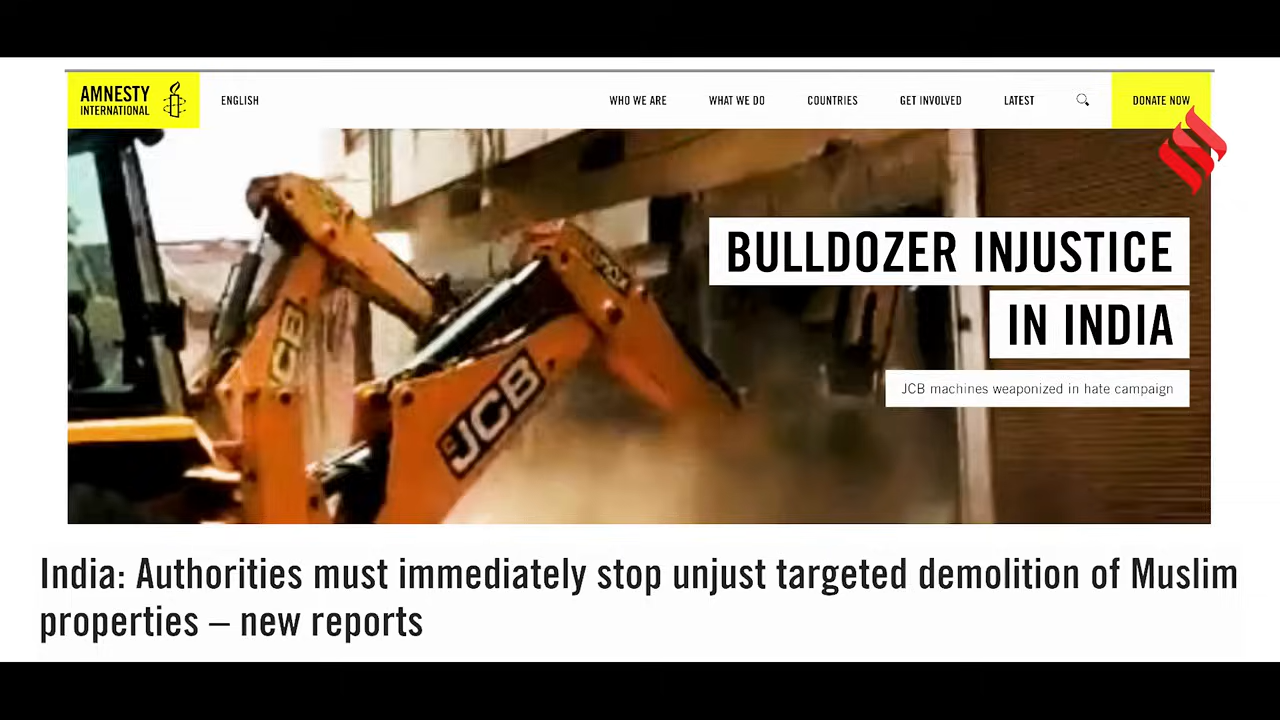 AMNESTY
INTERNATIONAL
ENGLISH
WHO WE ARE
WHAT WE DO
COUNTRIES
GET INVOLVED
LATEST
DONATE NOW
BULLDOZER INJUSTICE
IN INDIA
JCB machines weaponized in hate campaign
JCB
JCB
India: Authorities must immediately stop unjust targeted demolition of Muslim
properties – new reports